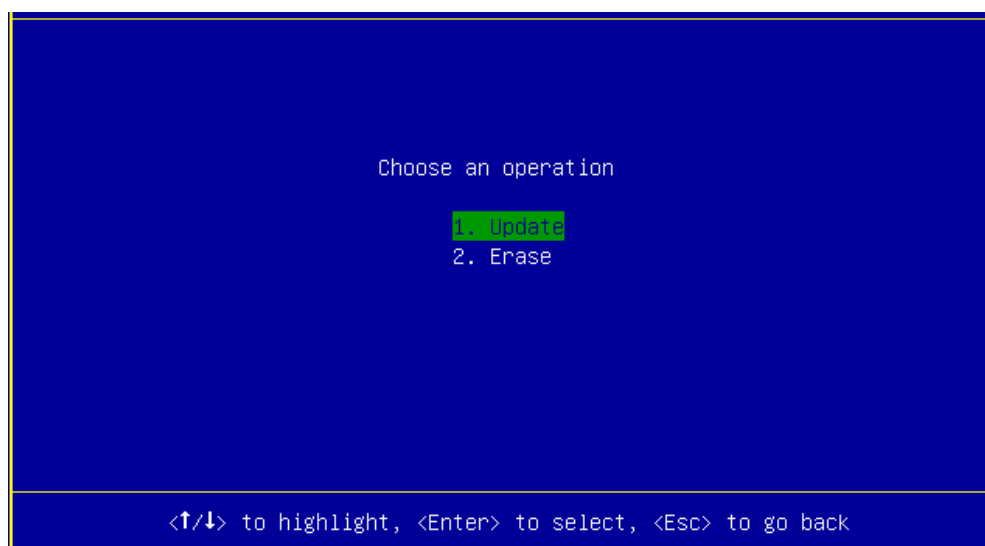 Choose an operation
1. Update
2. Erase
<↑/↓> to highlight, <Enter> to select, <Esc> to go back